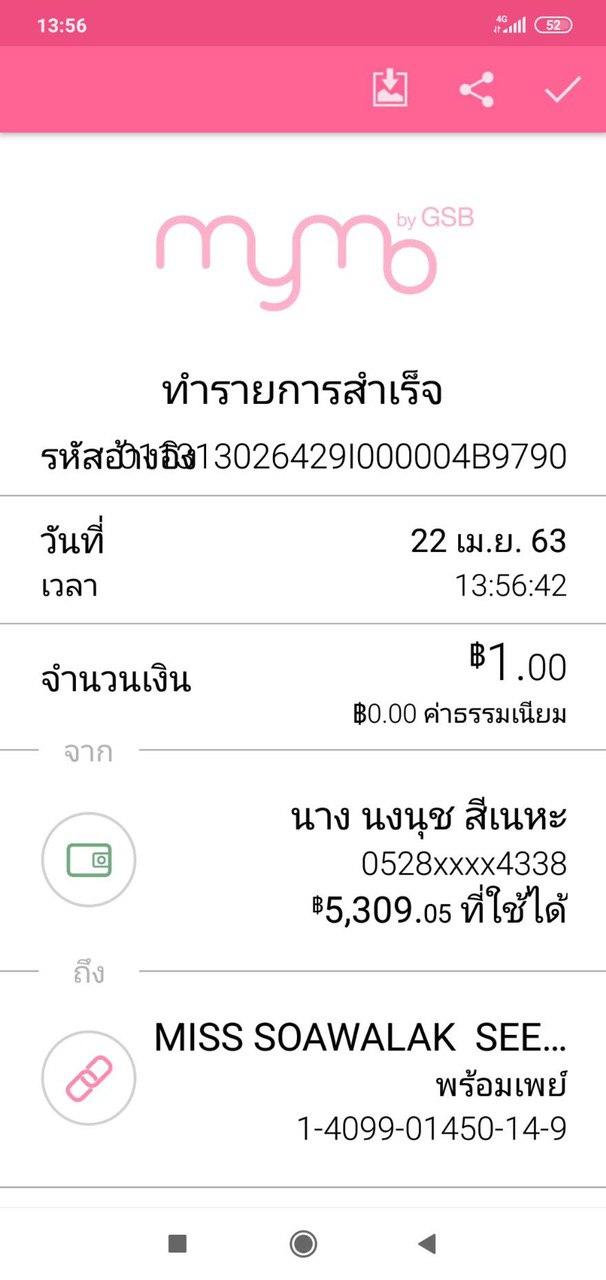 13:56
4G
52
mymo by GSB
ทำรายการสำเร็จ
รหัสอ้างอิง 13026429I000004B9790
วันที่ 22 เม.ย. 63
เวลา 13:56:42
จำนวนเงิน ฿1.00
฿0.00 ค่าธรรมเนียม
จาก
นาง นงนุช สีเนหะ
0528xxxx4338
฿5,309.05 ที่ใช้ได้
ถึง
MISS SOAWALAK SEE...
พร้อมเพย์
1-4099-01450-14-9